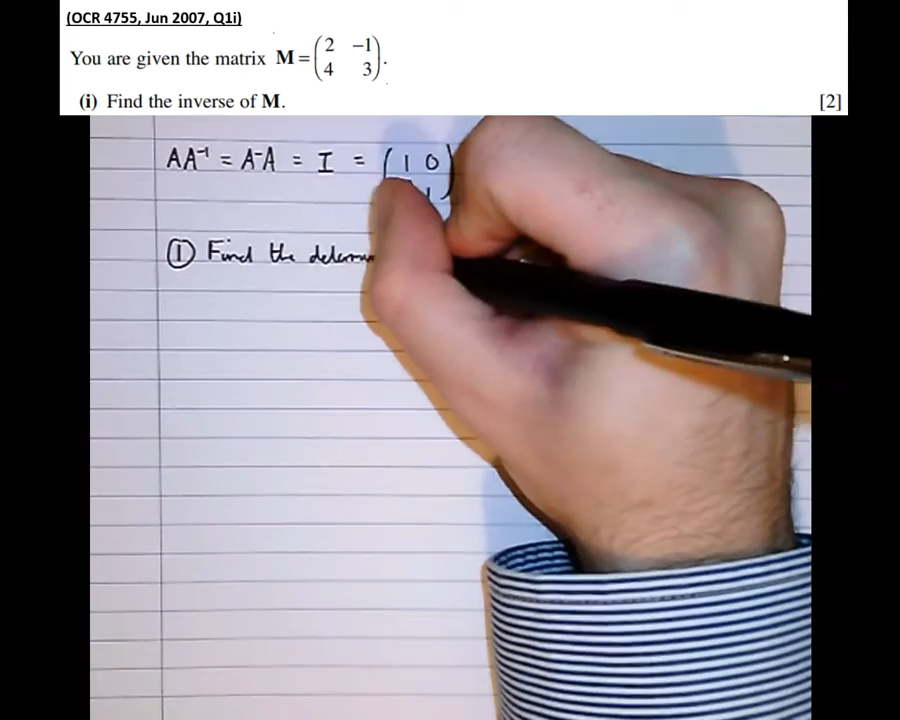 (OCR 4755, Jun 2007, Q1i)
You are given the matrix M = (2 −1
4 3).
(i) Find the inverse of M. [2]
AA⁻¹ = A⁻A = I = (1 0
1)
① Find the